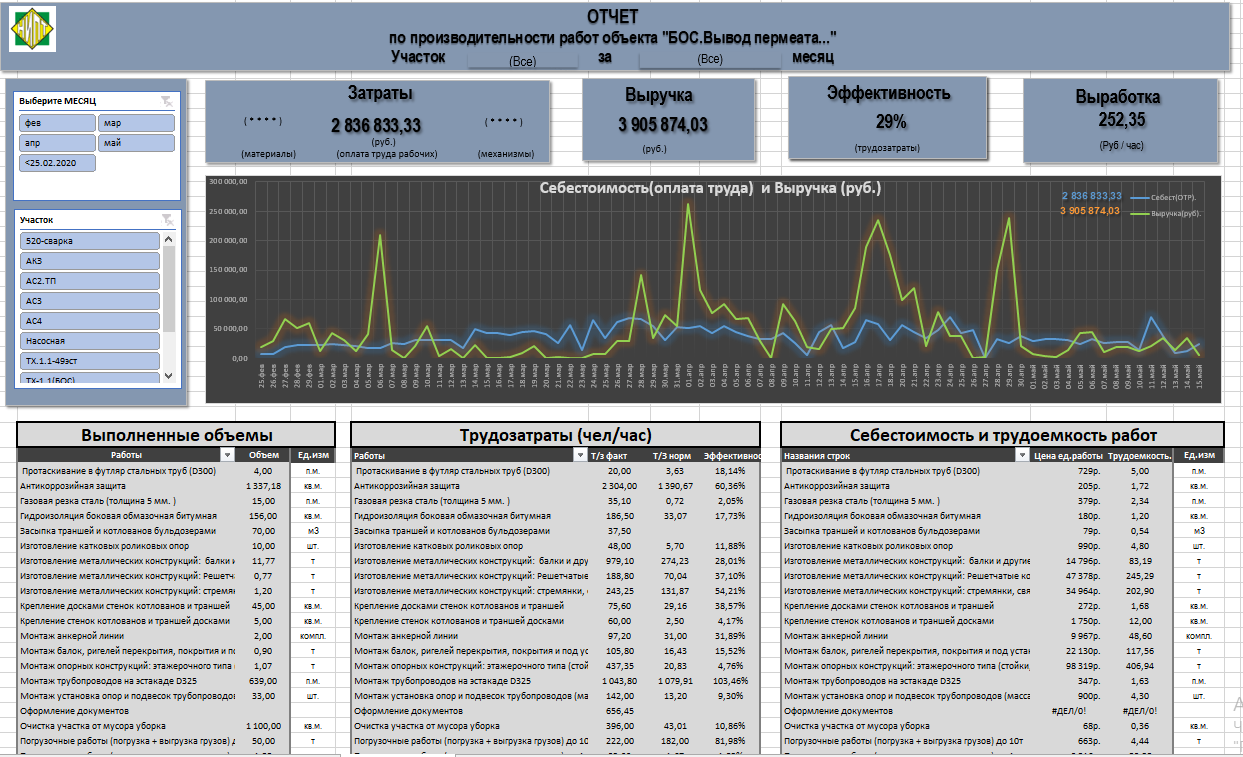 НИПТ
ОТЧЕТ
по производительности работ объекта "БОС.Вывод пермеата..."
Участок (Все) за (Все) месяц
Выберите МЕСЯЦ
фев мар
апр май
<25.02.2020
Участок
520-сварка
АКЗ
АС2.ТП
АС3
АС4
Насосная
ТХ.1.1-49эст
ТХ-1.1(БОС)
Затраты
(****) 2 836 833,33 (****)
(руб.)
(материалы) (оплата труда рабочих) (механизмы)
Выручка
3 905 874,03
(руб.)
Эффективность
29%
(трудозатраты)
Выработка
252,35
(Руб / час)
Себестоимость(оплата труда) и Выручка (руб.)
2 836 833,33 Себест(ОТР).
3 905 874,03 Выручка(руб).
300 000,00
250 000,00
200 000,00
150 000,00
100 000,00
50 000,00
0,00
25.фев 26.фев 27.фев 28.фев 29.фев 01.мар 02.мар 03.мар 04.мар 05.мар 06.мар 07.мар 08.мар 09.мар 10.мар 11.мар 12.мар 13.мар 14.мар 15.мар 16.мар 17.мар 18.мар 19.мар 20.мар 21.мар 22.мар 23.мар 24.мар 25.мар 26.мар 27.мар 28.мар 29.мар 30.мар 31.мар 01.апр 02.апр 03.апр 04.апр 05.апр 06.апр 07.апр 08.апр 09.апр 10.апр 11.апр 12.апр 13.апр 14.апр 15.апр 16.апр 17.апр 18.апр 19.апр 20.апр 21.апр 22.апр 23.апр 24.апр 25.апр 26.апр 27.апр 28.апр 29.апр 30.апр 01.май 02.май 03.май 04.май 05.май 06.май 07.май 08.май 09.май 10.май 11.май 12.май 13.май 14.май 15.май
Выполненные объемы
Работы Объем Ед.изм
Протаскивание в футляр стальных труб (D300) 4,00 п.м.
Антикоррозийная защита 1 337,18 кв.м.
Газовая резка сталь (толщина 5 мм. ) 15,00 п.м.
Гидроизоляция боковая обмазочная битумная 156,00 кв.м.
Засыпка траншей и котлованов бульдозерами 70,00 м3
Изготовление катковых роликовых опор 10,00 шт.
Изготовление металлических конструкций: балки и 11,77 т
Изготовление металлических конструкций: Решетч 0,77 т
Изготовление металлических конструкций: стремян 1,20 т
Крепление досками стенок котлованов и траншей 45,00 кв.м.
Крепление стенок котлованов и траншей досками 5,00 кв.м.
Монтаж анкерной линии 2,00 компл.
Монтаж балок, ригелей перекрытия, покрытия и по 0,90 т
Монтаж опорных конструкций: этажерочного типа ( 1,07 т
Монтаж трубопроводов на эстакаде D325 639,00 п.м.
Монтаж установка опор и подвесок трубопроводов 33,00 шт.
Оформление документов
Очистка участка от мусора уборка 1 100,00 кв.м.
Погрузочные работы (погрузка + выгрузка грузов) д 50,00 т
Трудозатраты (чел/час)
Работы Т/З факт Т/З норм Эффективнос
Протаскивание в футляр стальных труб (D300) 20,00 3,63 18,14%
Антикоррозийная защита 2 304,00 1 390,67 60,36%
Газовая резка сталь (толщина 5 мм. ) 35,10 0,72 2,05%
Гидроизоляция боковая обмазочная битумная 186,50 33,07 17,73%
Засыпка траншей и котлованов бульдозерами 37,50
Изготовление катковых роликовых опор 48,00 5,70 11,88%
Изготовление металлических конструкций: балки и дру 979,10 274,23 28,01%
Изготовление металлических конструкций: Решетчатые 188,80 70,04 37,10%
Изготовление металлических конструкций: стремянки, 243,25 131,87 54,21%
Крепление досками стенок котлованов и траншей 75,60 29,16 38,57%
Крепление стенок котлованов и траншей досками 60,00 2,50 4,17%
Монтаж анкерной линии 97,20 31,00 31,89%
Монтаж балок, ригелей перекрытия, покрытия и под ус 105,80 16,43 15,52%
Монтаж опорных конструкций: этажерочного типа (стой 437,35 20,83 4,76%
Монтаж трубопроводов на эстакаде D325 1 043,80 1 079,91 103,46%
Монтаж установка опор и подвесок трубопроводов (ма 142,00 13,20 9,30%
Оформление документов 656,45
Очистка участка от мусора уборка 396,00 43,01 10,86%
Погрузочные работы (погрузка + выгрузка грузов) до 10 222,00 182,00 81,98%
Себестоимость и трудоемкость работ
Названия строк Цена ед.работы Трудоемкость. Ед.изм
Протаскивание в футляр стальных труб (D300) 729р. 5,00 п.м.
Антикоррозийная защита 205р. 1,72 кв.м.
Газовая резка сталь (толщина 5 мм. ) 379р. 2,34 п.м.
Гидроизоляция боковая обмазочная битумная 180р. 1,20 кв.м.
Засыпка траншей и котлованов бульдозерами 79р. 0,54 м3
Изготовление катковых роликовых опор 990р. 4,80 шт.
Изготовление металлических конструкций: балки и другие 14 796р. 83,19 т
Изготовление металлических конструкций: Решетчатые ко 47 378р. 245,29 т
Изготовление металлических конструкций: стремянки, свя 34 964р. 202,90 т
Крепление досками стенок котлованов и траншей 272р. 1,68 кв.м.
Крепление стенок котлованов и траншей досками 1 750р. 12,00 кв.м.
Монтаж анкерной линии 9 967р. 48,60 компл.
Монтаж балок, ригелей перекрытия, покрытия и под устан 22 130р. 117,56 т
Монтаж опорных конструкций: этажерочного типа (стойки, 98 319р. 406,94 т
Монтаж трубопроводов на эстакаде D325 347р. 1,63 п.м.
Монтаж установка опор и подвесок трубопроводов (масса 900р. 4,30 шт.
Оформление документов #ДЕЛ/0! #ДЕЛ/0!
Очистка участка от мусора уборка 68р. 0,36 кв.м.
Погрузочные работы (погрузка + выгрузка грузов) до 10т 663р. 4,44 т